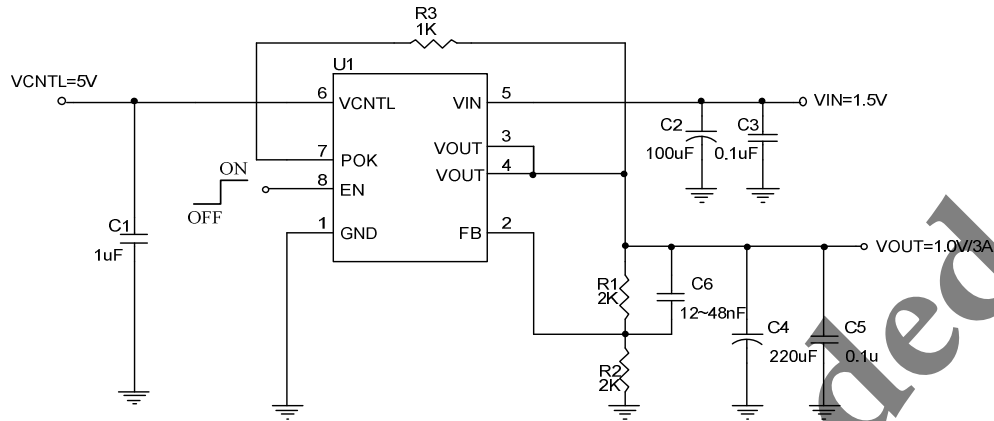 R3
1K
U1
VCNTL=5V
6 VCNTL VIN 5
VIN=1.5V
C2
100uF
C3
0.1uF
VOUT 3
7 POK
VOUT 4
ON
OFF
8 EN
C1
1uF
1 GND FB 2
VOUT=1.0V/3A
R1
2K
C6
12~48nF
C4
220uF
C5
0.1u
R2
2K
ded